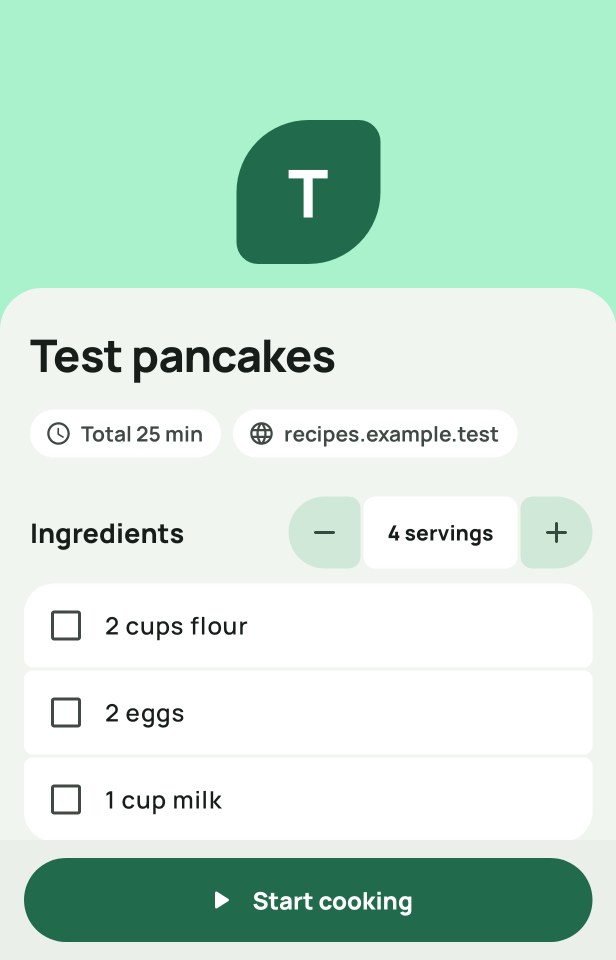 T
Test pancakes
Total 25 min
recipes.example.test
Ingredients
4 servings
2 cups flour
2 eggs
1 cup milk
Start cooking